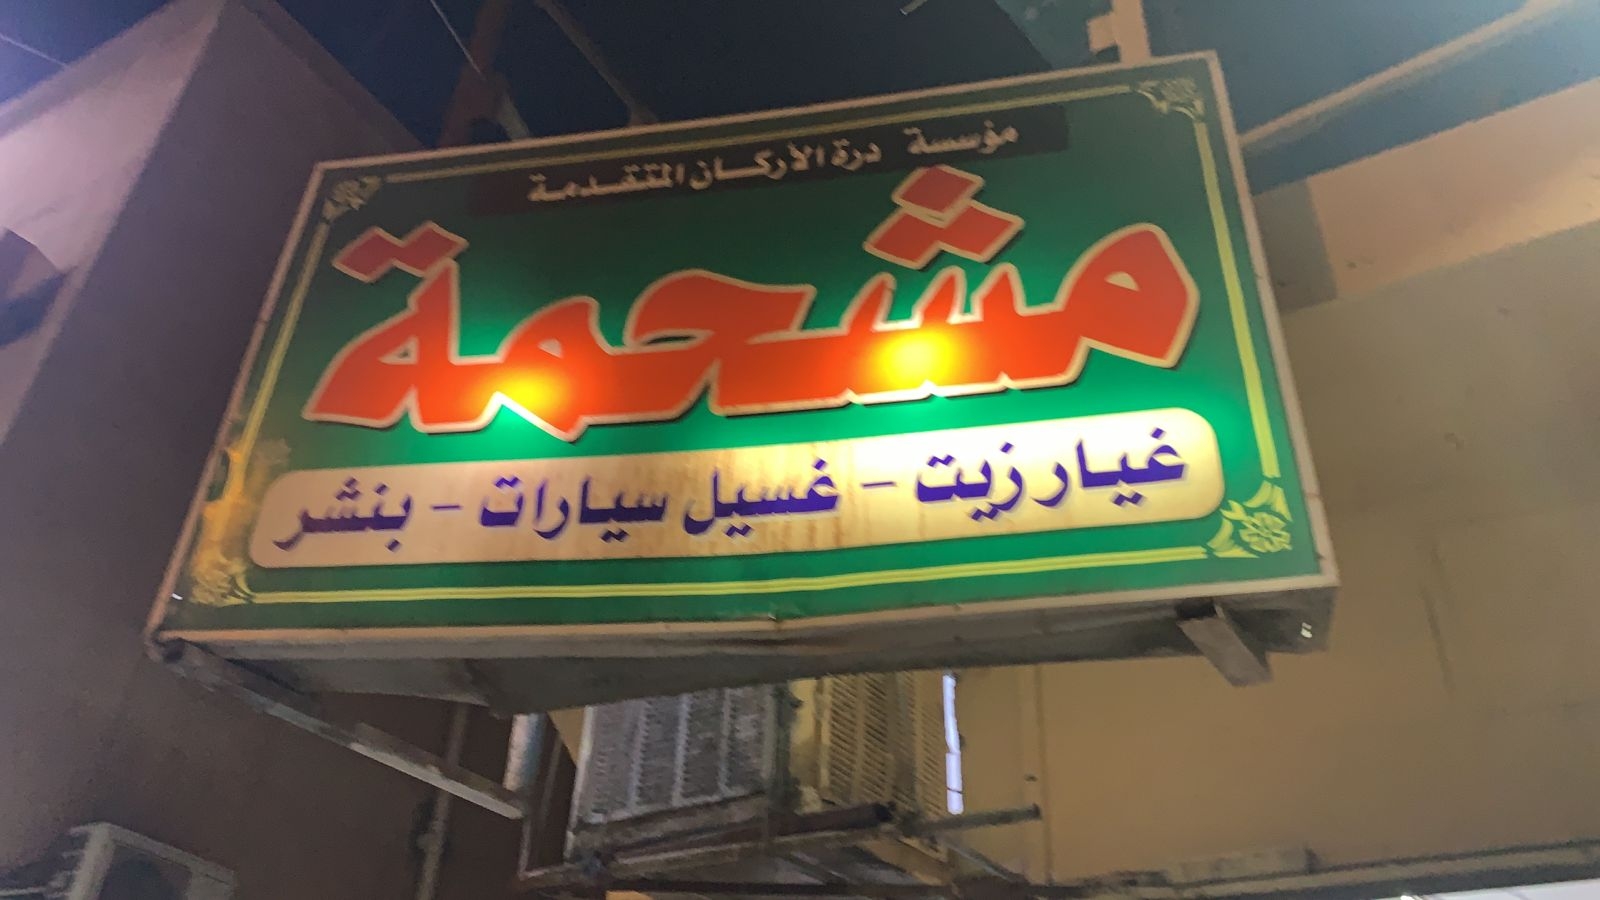 مؤسسة درة الأركان المتقدمة
مشحمة
غيار زيت - غسيل سيارات - بنشر